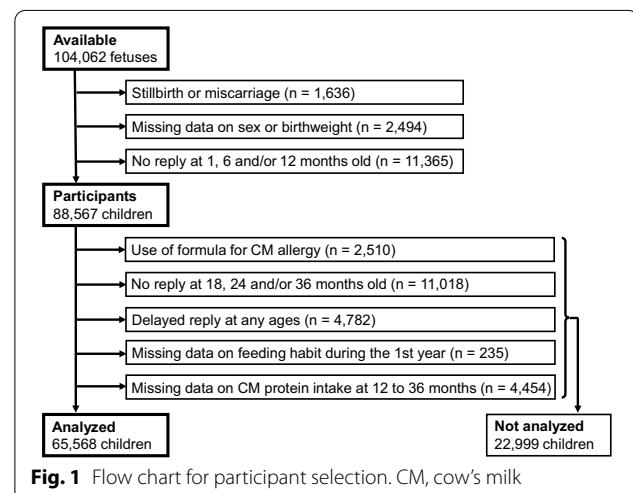 Available
104,062 fetuses
Stillbirth or miscarriage (n = 1,636)
Missing data on sex or birthweight (n = 2,494)
No reply at 1, 6 and/or 12 months old (n = 11,365)
Participants
88,567 children
Use of formula for CM allergy (n = 2,510)
No reply at 18, 24 and/or 36 months old (n = 11,018)
Delayed reply at any ages (n = 4,782)
Missing data on feeding habit during the 1st year (n = 235)
Missing data on CM protein intake at 12 to 36 months (n = 4,454)
Analyzed
65,568 children
Not analyzed
22,999 children
Fig. 1 Flow chart for participant selection. CM, cow's milk